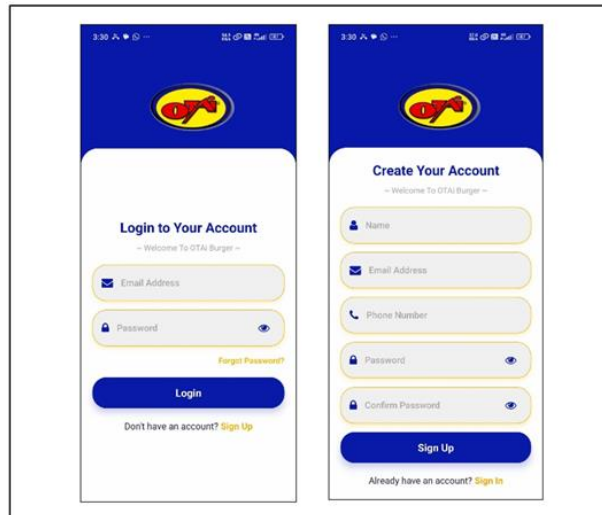 3:30
OTAi
Login to Your Account
~ Welcome To OTAi Burger ~
Email Address
Password
Forgot Password?
Login
Don't have an account? Sign Up
3:30
OTAi
Create Your Account
~ Welcome To OTAi Burger ~
Name
Email Address
Phone Number
Password
Confirm Password
Sign Up
Already have an account? Sign In